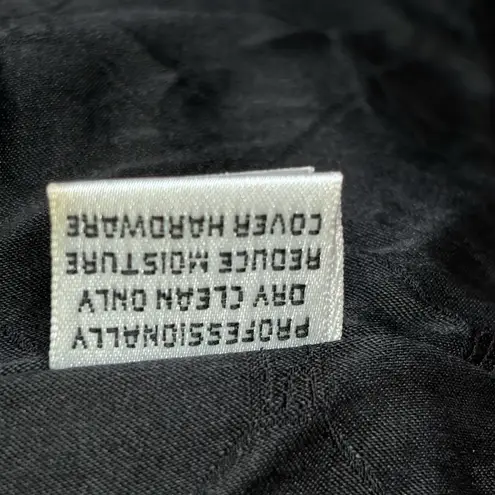 PROFESSIONALLY
DRY CLEAN ONLY
REDUCE MOISTURE
COVER HARDWARE